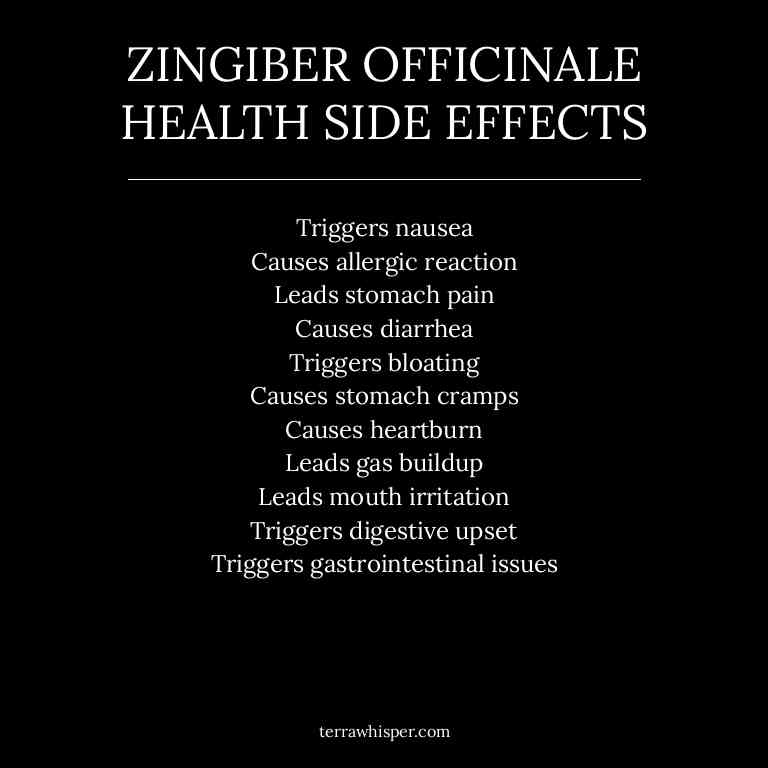 ZINGIBER OFFICINALE
HEALTH SIDE EFFECTS
Triggers nausea
Causes allergic reaction
Leads stomach pain
Causes diarrhea
Triggers bloating
Causes stomach cramps
Causes heartburn
Leads gas buildup
Leads mouth irritation
Triggers digestive upset
Triggers gastrointestinal issues
terrawhisper.com